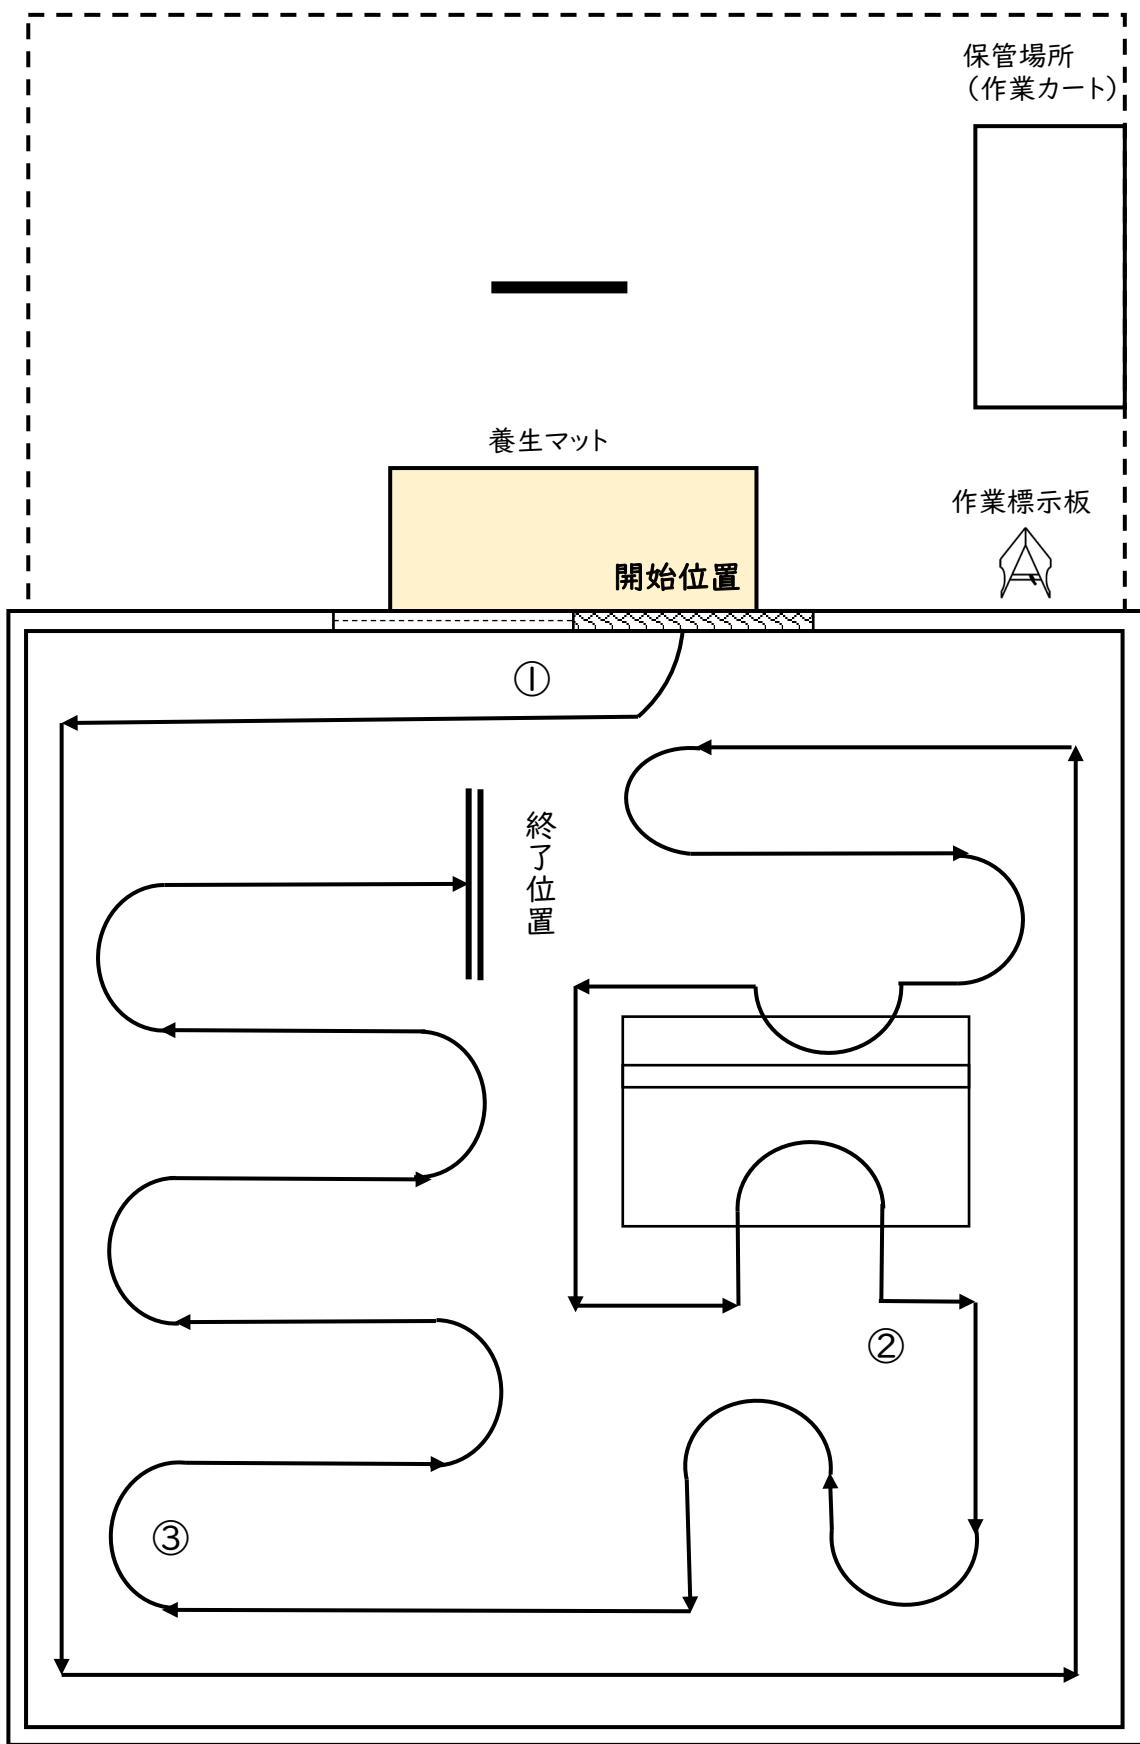 保管場所
（作業カート）
養生マット
作業標示板
開始位置
①
終了位置
②
③